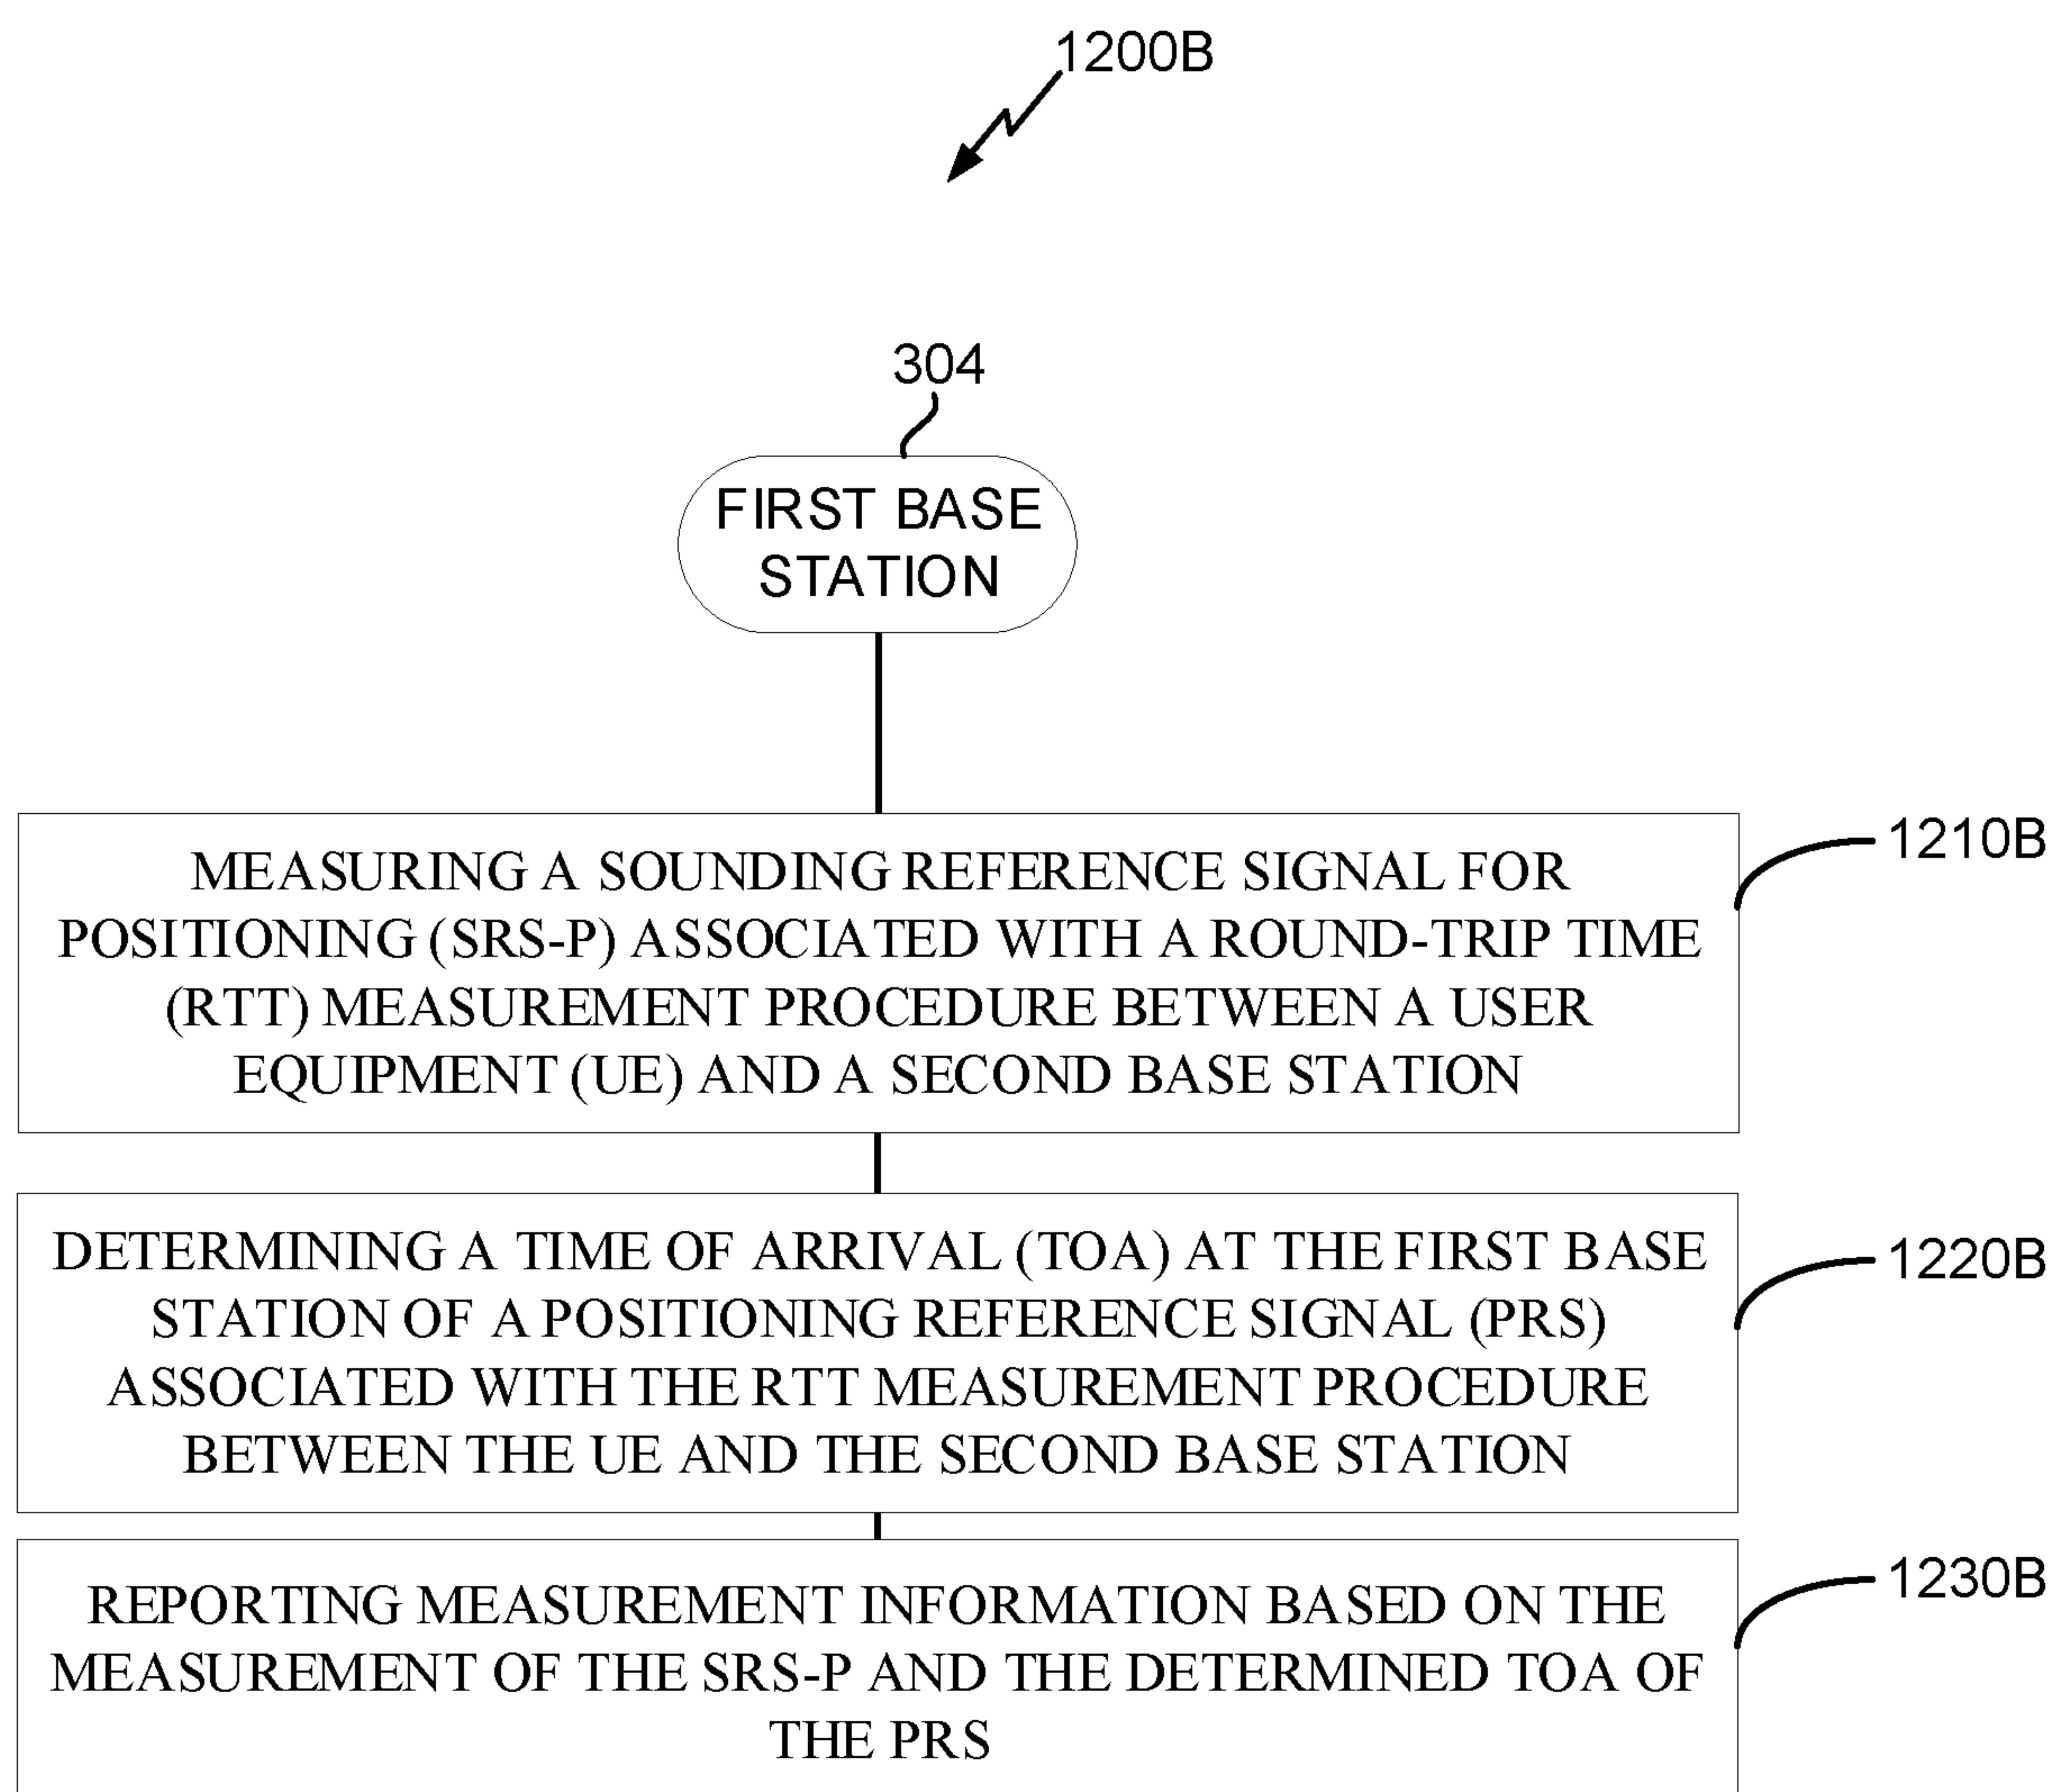 1200B
304
FIRST BASE
STATION
MEASURING A SOUNDING REFERENCE SIGNAL FOR
POSITIONING (SRS-P) ASSOCIATED WITH A ROUND-TRIP TIME
(RTT) MEASUREMENT PROCEDURE BETWEEN A USER
EQUIPMENT (UE) AND A SECOND BASE STATION
1210B
DETERMINING A TIME OF ARRIVAL (TOA) AT THE FIRST BASE
STATION OF A POSITIONING REFERENCE SIGNAL (PRS)
ASSOCIATED WITH THE RTT MEASUREMENT PROCEDURE
BETWEEN THE UE AND THE SECOND BASE STATION
1220B
REPORTING MEASUREMENT INFORMATION BASED ON THE
MEASUREMENT OF THE SRS-P AND THE DETERMINED TOA OF
THE PRS
1230B